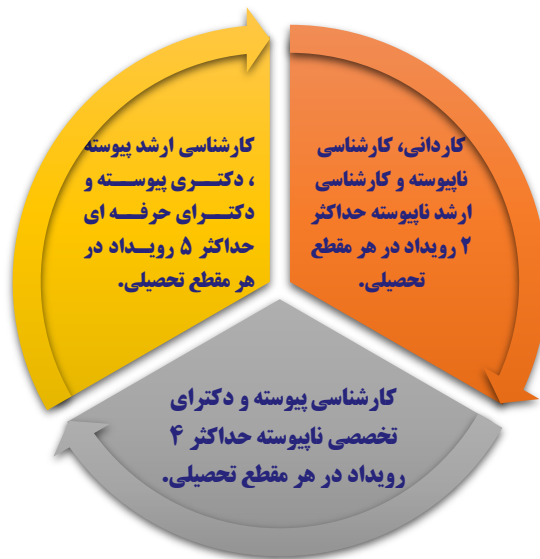 کاردانی، کارشناسی
ناپیوسته و کارشناسی
ارشد ناپیوسته حداکثر
۲ رویداد در هر مقطع
تحصیلی.
کارشناسی ارشد پیوسته
، دکتری پیوسته و
دکترای حرفه ای
حداکثر ۵ رویداد در
هر مقطع تحصیلی.
کارشناسی پیوسته و دکترای
تخصصی ناپیوسته حداکثر ۴
رویداد در هر مقطع تحصیلی.